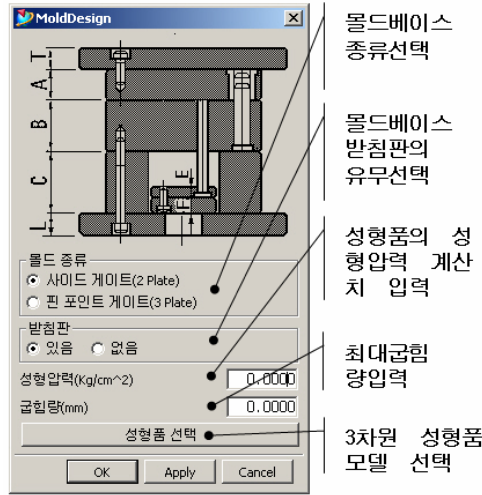 MoldDesign
T
A
B
C
L
E
F
몰드 종류
사이드 게이트(2 Plate)
핀 포인트 게이트(3 Plate)
받침판
있음
없음
성형압력(Kg/cm^2)
0.0000
굽힘량(mm)
0.0000
성형품 선택
OK
Apply
Cancel
몰드베이스
종류선택
몰드베이스
받침판의
유무선택
성형품의 성
형압력 계산
치 입력
최대굽힘
량입력
3차원 성형품
모델 선택